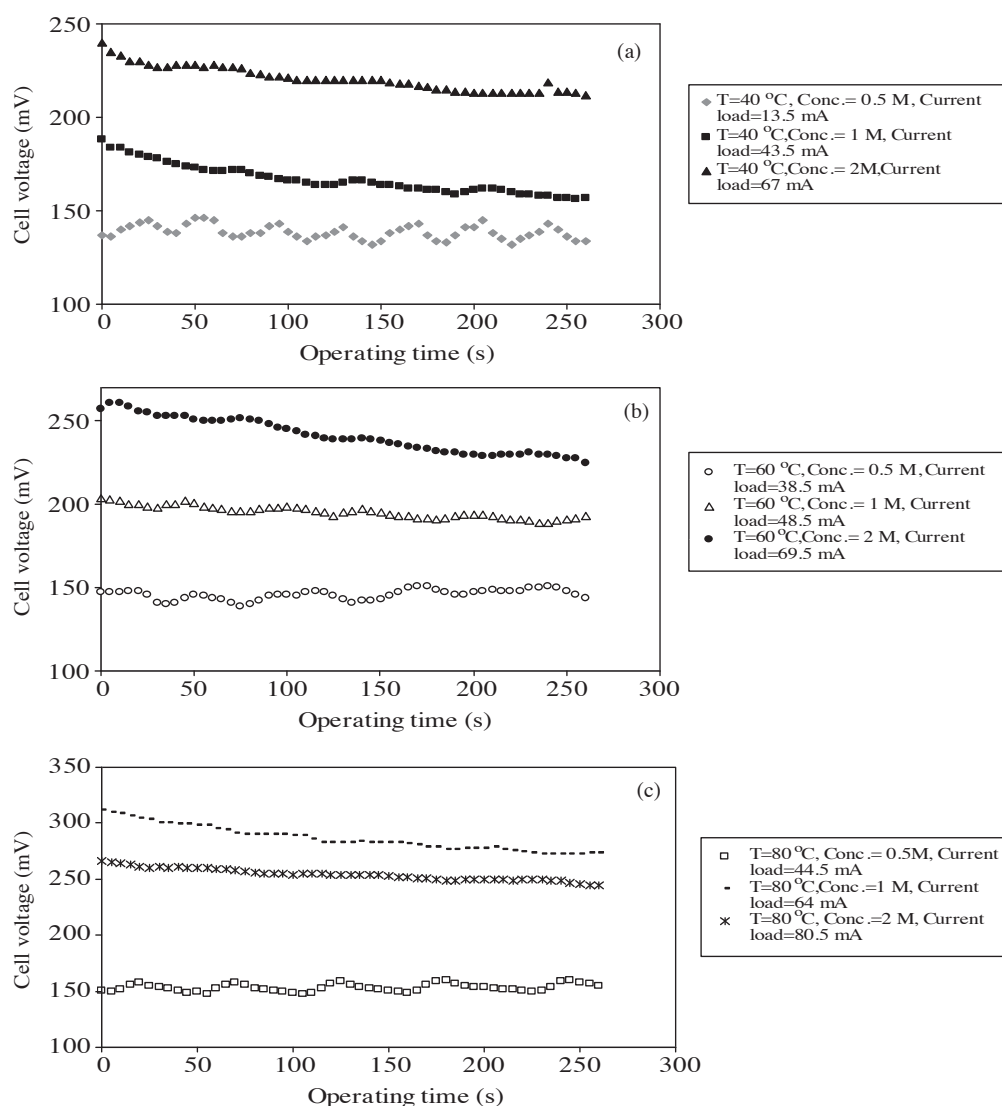 250
(a)
200
150
100
Cell voltage (mV)
0 50 100 150 200 250 300
Operating time (s)
T=40 °C, Conc.= 0.5 M, Current
load=13.5 mA
T=40 °C,Conc.= 1 M, Current
load=43.5 mA
T=40 °C,Conc.= 2M,Current
load=67 mA
(b)
250
200
150
100
Cell voltage (mV)
0 50 100 150 200 250 300
Operating time (s)
T=60 °C,Conc.= 0.5 M, Current
load=38.5 mA
T=60 °C,Conc.= 1 M, Current
load=48.5 mA
T=60 °C,Conc.= 2 M, Current
load=69.5 mA
350
(c)
300
250
200
150
100
Cell voltage (mV)
0 50 100 150 200 250 300
Operating time (s)
T=80 °C, Conc.= 0.5M, Current
load=44.5 mA
T=80 °C,Conc.=1 M, Current
load=64 mA
T=80 °C, Conc.=2 M, Current
load=80.5 mA